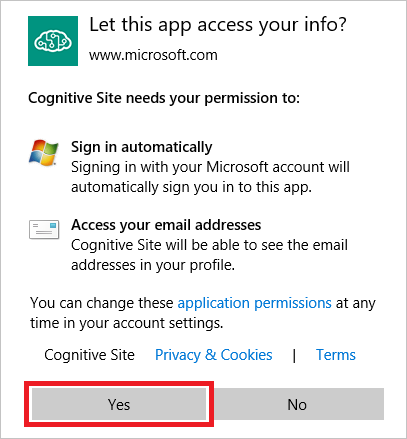 Let this app access your info?
www.microsoft.com
Cognitive Site needs your permission to:
Sign in automatically
Signing in with your Microsoft account will
automatically sign you in to this app.
Access your email addresses
Cognitive Site will be able to see the email
addresses in your profile.
You can change these application permissions at any
time in your account settings.
Cognitive Site Privacy & Cookies | Terms
Yes No